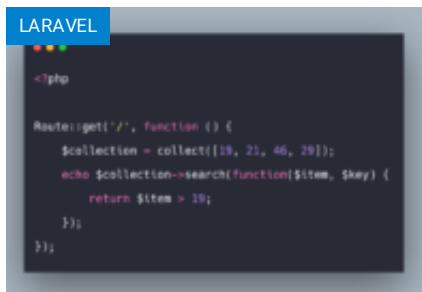 LARAVEL
<?php
Route::get('/', function () {
$collection = collect([19, 21, 46, 29]);
echo $collection->search(function($item, $key) {
return $item > 19;
});
});